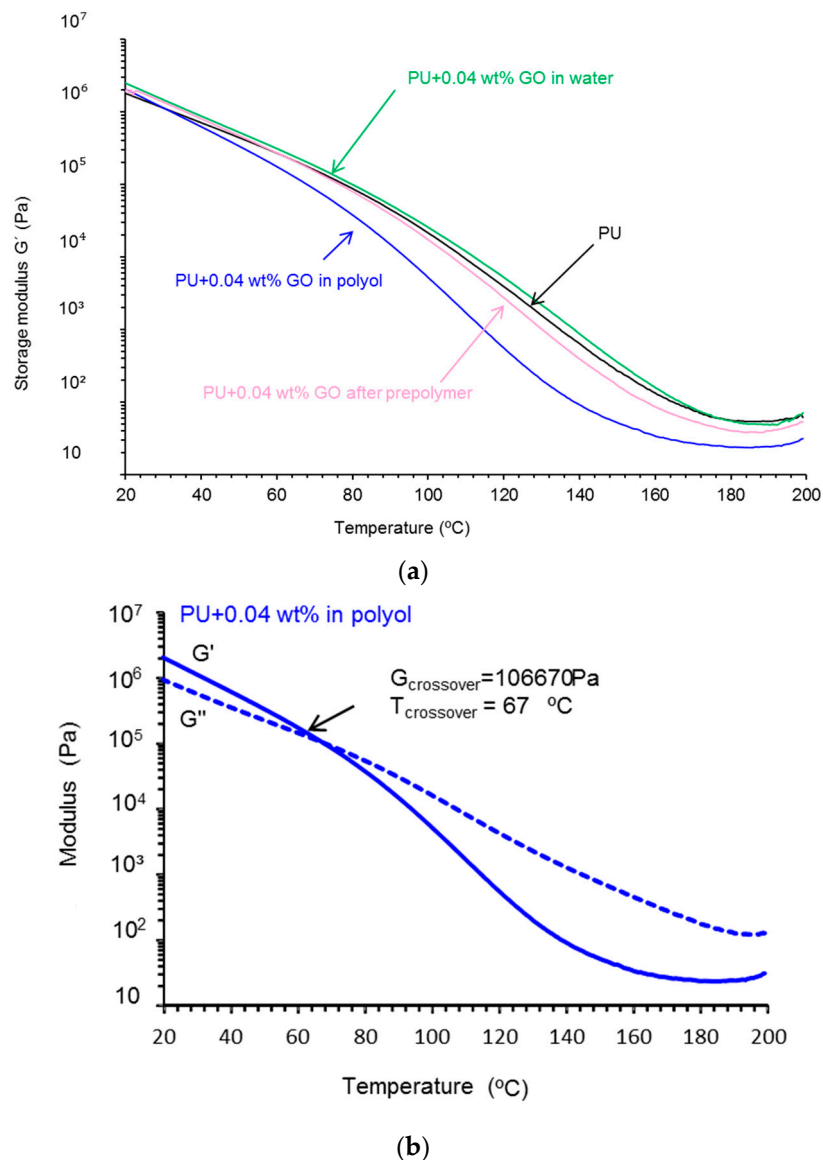 10⁷
10⁶
10⁵
10⁴
10³
10²
10
Storage modulus G´ (Pa)
PU+0.04 wt% GO in water
PU
PU+0.04 wt% GO in polyol
PU+0.04 wt% GO after prepolymer
20 40 60 80 100 120 140 160 180 200
Temperature (ºC)
(a)
PU+0.04 wt% in polyol
10⁷
10⁶
10⁵
10⁴
10³
10²
10
Modulus (Pa)
G'
G"
Gcrossover=106670Pa
Tcrossover = 67 ºC
20 40 60 80 100 120 140 160 180 200
Temperature (ºC)
(b)